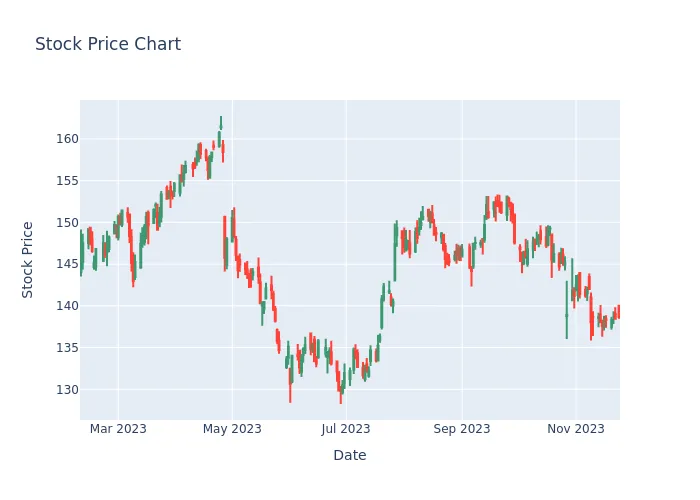 Stock Price Chart
160
155
150
145
140
135
130
Stock Price
Mar 2023
May 2023
Jul 2023
Sep 2023
Nov 2023
Date